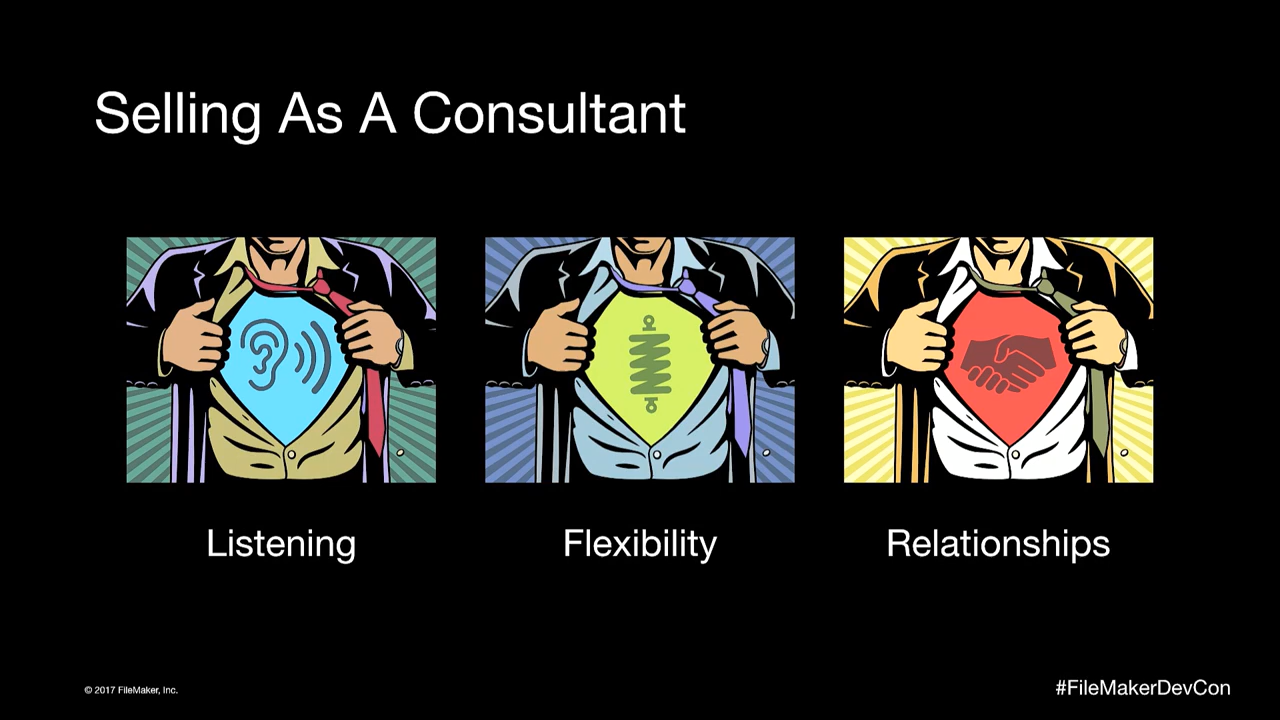 Selling As A Consultant
Listening
Flexibility
Relationships
© 2017 FileMaker, Inc.
#FileMakerDevCon